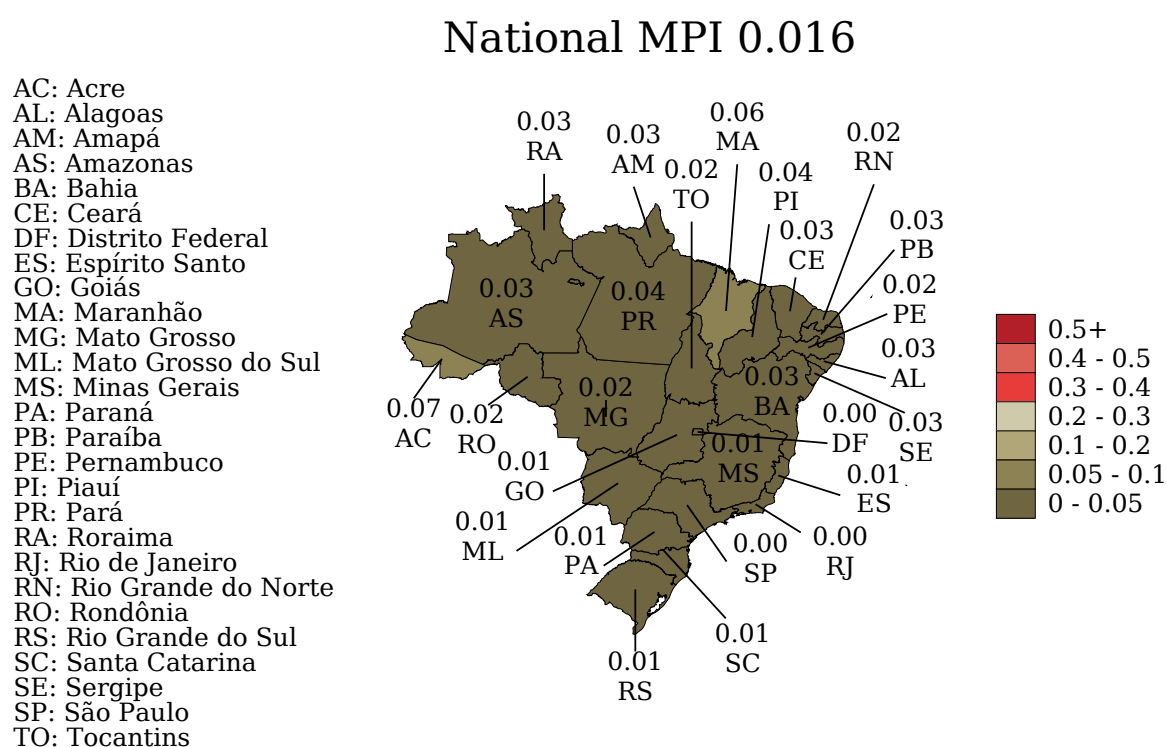 National MPI 0.016
AC: Acre
AL: Alagoas
AM: Amapá
AS: Amazonas
BA: Bahia
CE: Ceará
DF: Distrito Federal
ES: Espírito Santo
GO: Goiás
MA: Maranhão
MG: Mato Grosso
ML: Mato Grosso do Sul
MS: Minas Gerais
PA: Paraná
PB: Paraíba
PE: Pernambuco
PI: Piauí
PR: Pará
RA: Roraima
RJ: Rio de Janeiro
RN: Rio Grande do Norte
RO: Rondônia
RS: Rio Grande do Sul
SC: Santa Catarina
SE: Sergipe
SP: São Paulo
TO: Tocantins
0.03
RA
0.03
AM
0.02
TO
0.06
MA
0.04
PI
0.03
CE
0.02
RN
0.03
PB
0.02
PE
0.03
AL
0.03
SE
0.03
AS
0.04
PR
0.02
MG
0.03
BA
0.00
DF
0.01
MS
0.01
ES
0.07
AC
0.02
RO
0.01
GO
0.01
ML
0.01
PA
0.00
SP
0.00
RJ
0.01
SC
0.01
RS
0.5+
0.4 - 0.5
0.3 - 0.4
0.2 - 0.3
0.1 - 0.2
0.05 - 0.1
0 - 0.05